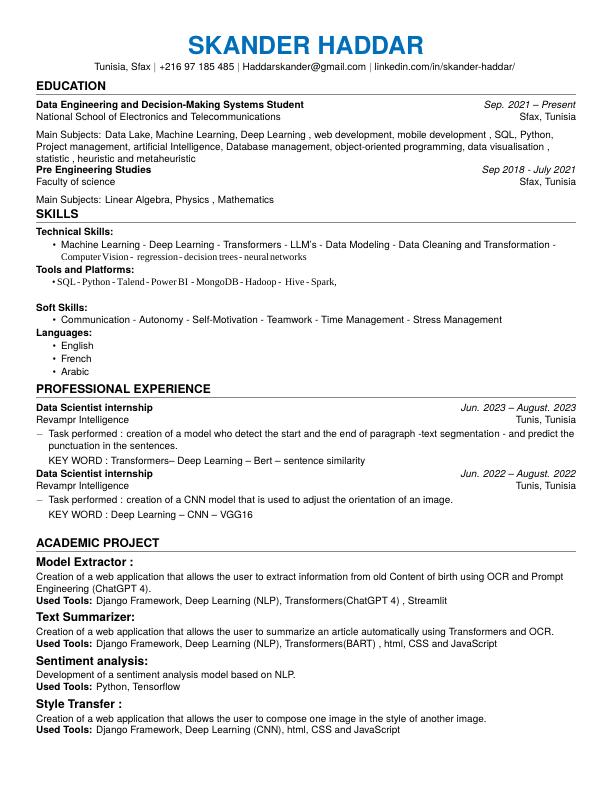 SKANDER HADDAR
Tunisia, Sfax | +216 97 185 485 | Haddarskander@gmail.com | linkedin.com/in/skander-haddar/
EDUCATION
Data Engineering and Decision-Making Systems Student Sep. 2021 – Present
National School of Electronics and Telecommunications Sfax, Tunisia
Main Subjects: Data Lake, Machine Learning, Deep Learning , web development, mobile development , SQL, Python,
Project management, artificial Intelligence, Database management, object-oriented programming, data visualisation ,
statistic , heuristic and metaheuristic
Pre Engineering Studies Sep 2018 - July 2021
Faculty of science Sfax, Tunisia
Main Subjects: Linear Algebra, Physics , Mathematics
SKILLS
Technical Skills:
• Machine Learning - Deep Learning - Transformers - LLM's - Data Modeling - Data Cleaning and Transformation -
Computer Vision - regression - decision trees - neural networks
Tools and Platforms:
• SQL - Python - Talend - Power BI - MongoDB - Hadoop - Hive - Spark,
Soft Skills:
• Communication - Autonomy - Self-Motivation - Teamwork - Time Management - Stress Management
Languages:
• English
• French
• Arabic
PROFESSIONAL EXPERIENCE
Data Scientist internship Jun. 2023 – August. 2023
Revampr Intelligence Tunis, Tunisia
– Task performed : creation of a model who detect the start and the end of paragraph -text segmentation - and predict the
punctuation in the sentences.
KEY WORD : Transformers– Deep Learning – Bert – sentence similarity
Data Scientist internship Jun. 2022 – August. 2022
Revampr Intelligence Tunis, Tunisia
– Task performed : creation of a CNN model that is used to adjust the orientation of an image.
KEY WORD : Deep Learning – CNN – VGG16
ACADEMIC PROJECT
Model Extractor :
Creation of a web application that allows the user to extract information from old Content of birth using OCR and Prompt
Engineering (ChatGPT 4).
Used Tools: Django Framework, Deep Learning (NLP), Transformers(ChatGPT 4) , Streamlit
Text Summarizer:
Creation of a web application that allows the user to summarize an article automatically using Transformers and OCR.
Used Tools: Django Framework, Deep Learning (NLP), Transformers(BART) , html, CSS and JavaScript
Sentiment analysis:
Development of a sentiment analysis model based on NLP.
Used Tools: Python, Tensorflow
Style Transfer :
Creation of a web application that allows the user to compose one image in the style of another image.
Used Tools: Django Framework, Deep Learning (CNN), html, CSS and JavaScript